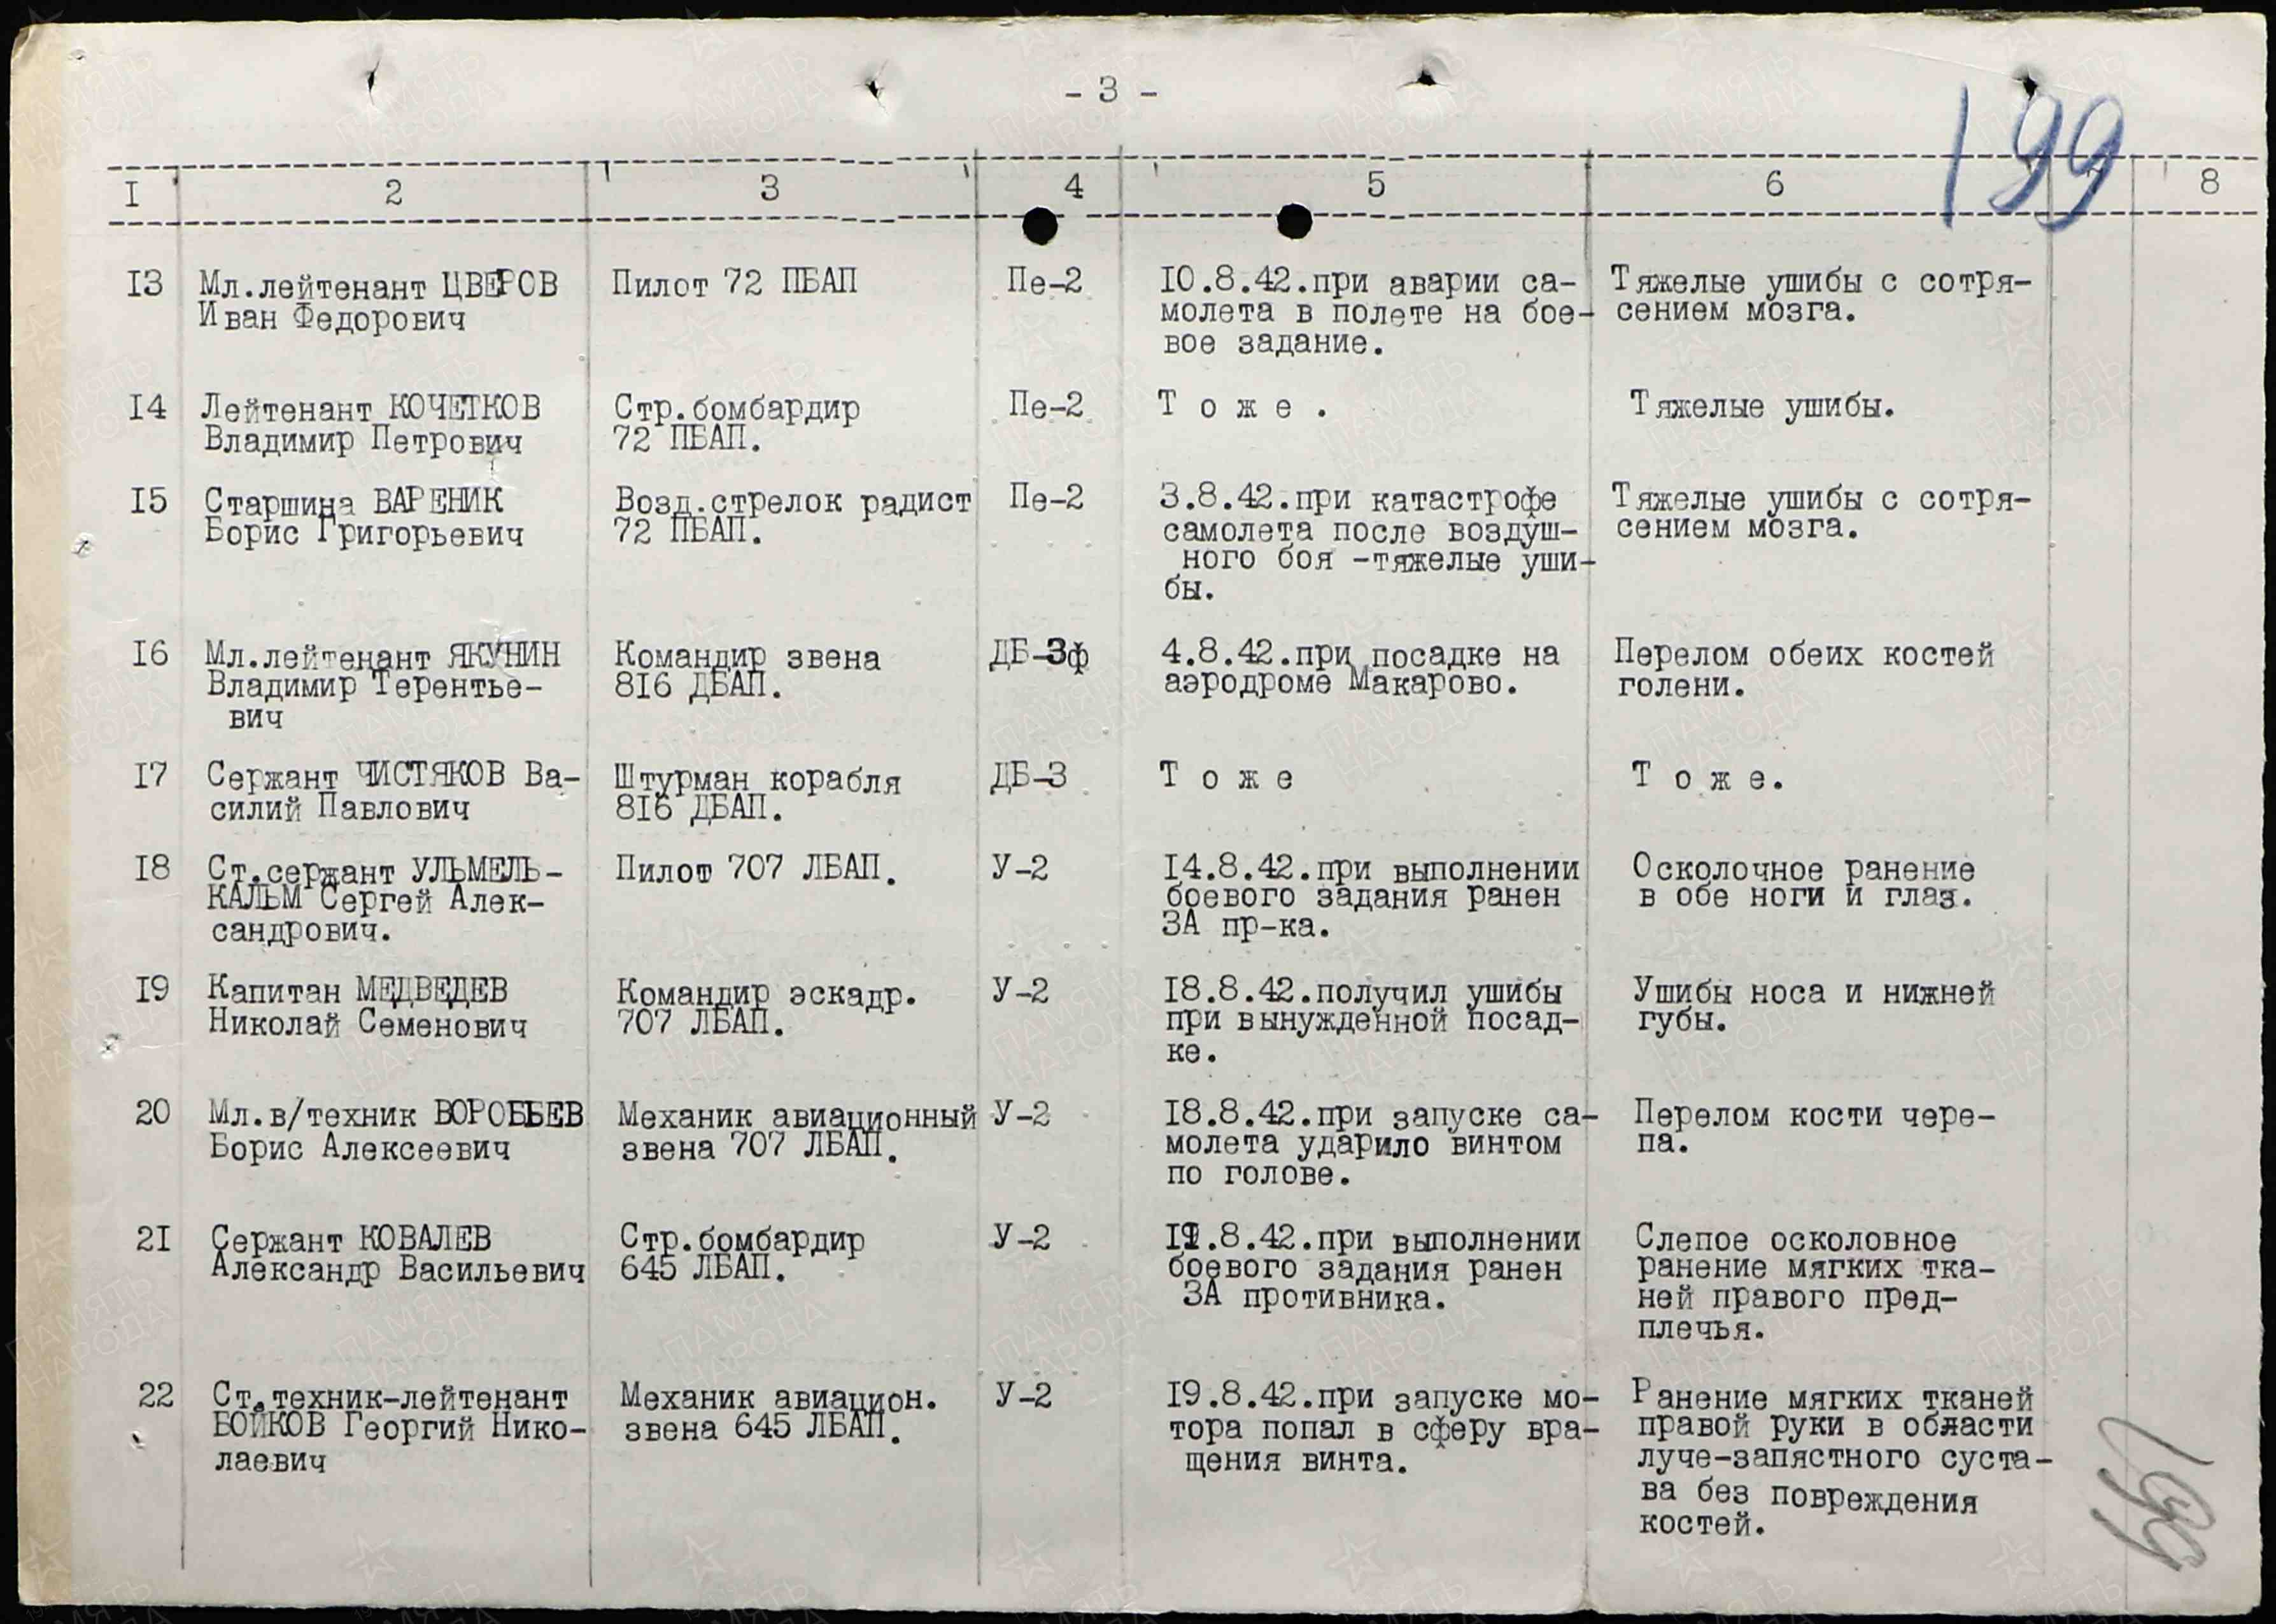 - 3 -
199
I 2 3 4 5 6 8
13 Мл.лейтенант ЦВЕРОВ Пилот 72 ПБАП Пе-2 10.8.42.при аварии са- Тяжелые ушибы с сотря-
Иван Федорович молета в полете на бое- сением мозга.
вое задание.
14 Лейтенант КОЧЕТКОВ Стр.бомбардир Пе-2 Т о ж е . Тяжелые ушибы.
Владимир Петрович 72 ПБАП.
15 Старшина ВАРЕНИК Возд.стрелок радист Пе-2 3.8.42.при катастрофе Тяжелые ушибы с сотря-
Борис Григорьевич 72 ПБАП. самолета после воздуш- сением мозга.
ного боя -тяжелые уши-
бы.
16 Мл.лейтенант ЯКУНИН Командир звена ДБ-3ф 4.8.42.при посадке на Перелом обеих костей
Владимир Терентье- 816 ДБАП. аэродроме Макарово. голени.
вич
17 Сержант ЧИСТЯКОВ Ва- Штурман корабля ДБ-3 Т о ж е Т о ж е.
силий Павлович 816 ДБАП.
18 Ст.сержант УЛЬМЕЛЬ- Пилот 707 ЛБАП. У-2 14.8.42.при выполнении Осколочное ранение
КАЛЬМ Сергей Алек- боевого задания ранен в обе ноги и глаз.
сандрович. ЗА пр-ка.
19 Капитан МЕДВЕДЕВ Командир эскадр. У-2 18.8.42.получил ушибы Ушибы носа и нижней
Николай Семенович 707 ЛБАП. при вынужденной посад- губы.
ке.
20 Мл.в/техник ВОРОБЬЕВ Механик авиационный У-2 18.8.42.при запуске са- Перелом кости чере-
Борис Алексеевич звена 707 ЛБАП. молета ударило винтом па.
по голове.
21 Сержант КОВАЛЕВ Стр.бомбардир У-2 .8.42.при выполнении Слепое осколовное
Александр Васильевич 645 ЛБАП. боевого задания ранен ранение мягких тка-
ЗА противника. ней правого пред-
плечья.
22 Ст.техник-лейтенант Механик авиацион. У-2 19.8.42.при запуске мо- Ранение мягких тканей
БОЙКОВ Георгий Нико- звена 645 ЛБАП. тора попал в сферу вра- правой руки в области
лаевич щения винта. луче-запястного суста-
ва без повреждения
костей.
199